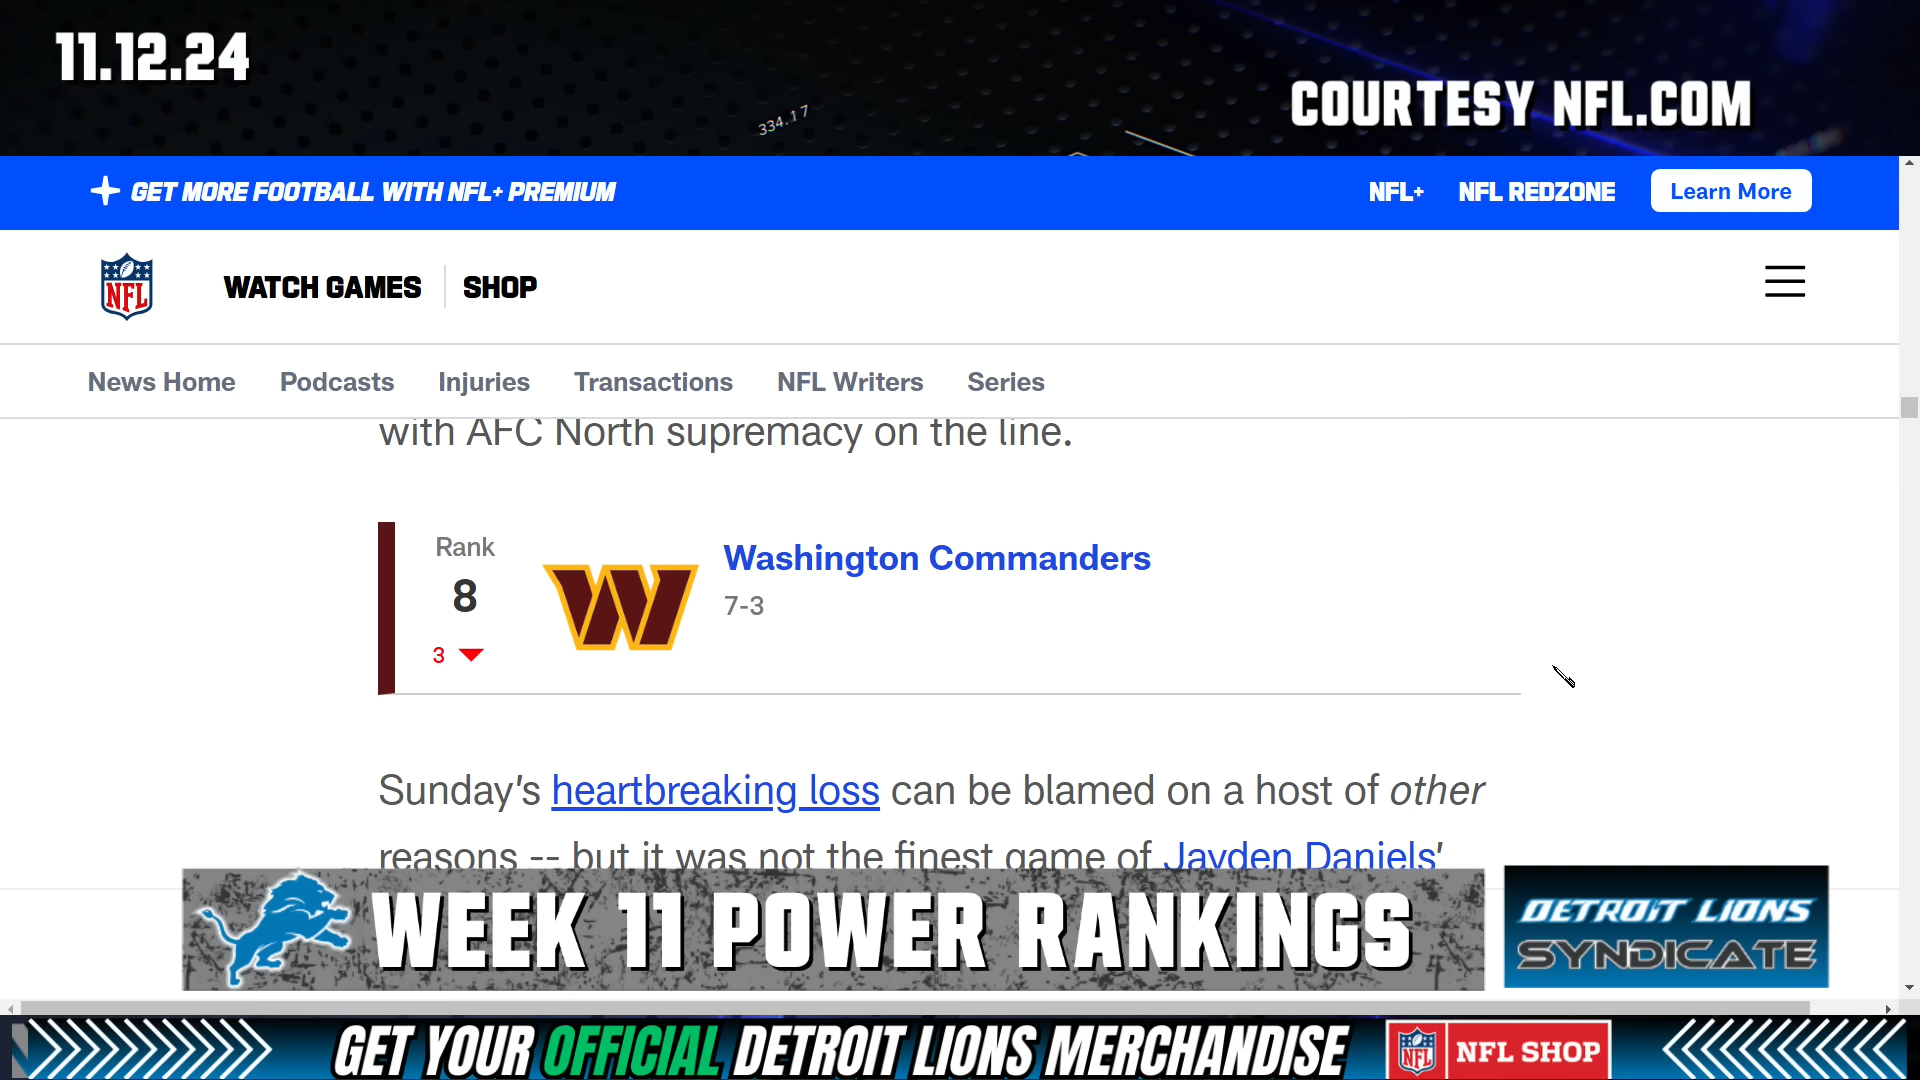 11.12.24
334.17
COURTESY NFL.COM
GET MORE FOOTBALL WITH NFL+ PREMIUM
NFL+
NFL REDZONE
Learn More
NFL
WATCH GAMES
SHOP
News Home
Podcasts
Injuries
Transactions
NFL Writers
Series
with AFC North supremacy on the line.
Rank
8
3
W
Washington Commanders
7-3
Sunday's heartbreaking loss can be blamed on a host of other
reasons -- but it was not the finest game of Jayden Daniels'
WEEK 11 POWER RANKINGS
DETROIT LIONS
SYNDICATE
GET YOUR OFFICIAL DETROIT LIONS MERCHANDISE
NFL
NFL SHOP